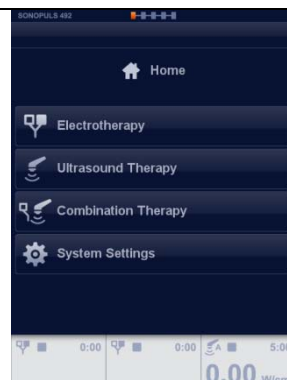 SONOPULS 492
Home
Electrotherapy
Ultrasound Therapy
Combination Therapy
System Settings
0:00 0:00 A 5:0
0.00